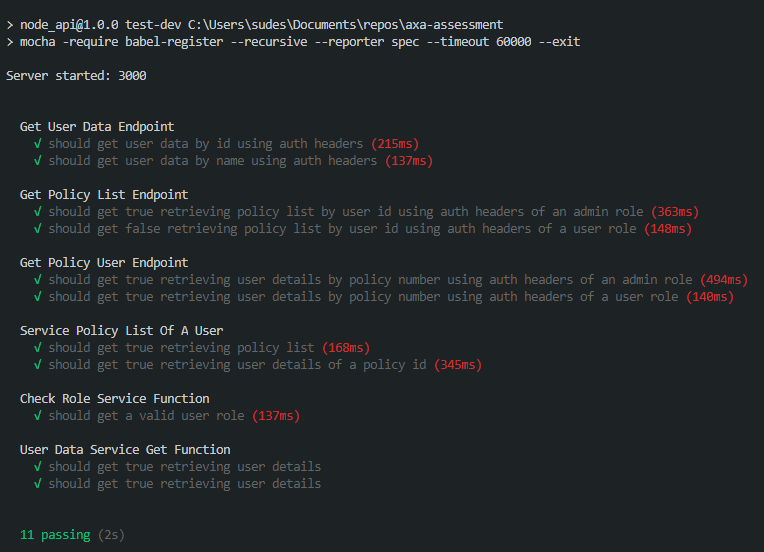 > node_api@1.0.0 test-dev C:\Users\sudes\Documents\repos\axa-assessment
> mocha -require babel-register --recursive --reporter spec --timeout 60000 --exit
Server started: 3000
Get User Data Endpoint
√ should get user data by id using auth headers (215ms)
√ should get user data by name using auth headers (137ms)
Get Policy List Endpoint
√ should get true retrieving policy list by user id using auth headers of an admin role (363ms)
√ should get false retrieving policy list by user id using auth headers of a user role (148ms)
Get Policy User Endpoint
√ should get true retrieving user details by policy number using auth headers of an admin role (494ms)
√ should get true retrieving user details by policy number using auth headers of a user role (140ms)
Service Policy List Of A User
√ should get true retrieving policy list (168ms)
√ should get true retrieving user details of a policy id (345ms)
Check Role Service Function
√ should get a valid user role (137ms)
User Data Service Get Function
√ should get true retrieving user details
√ should get true retrieving user details
11 passing (2s)